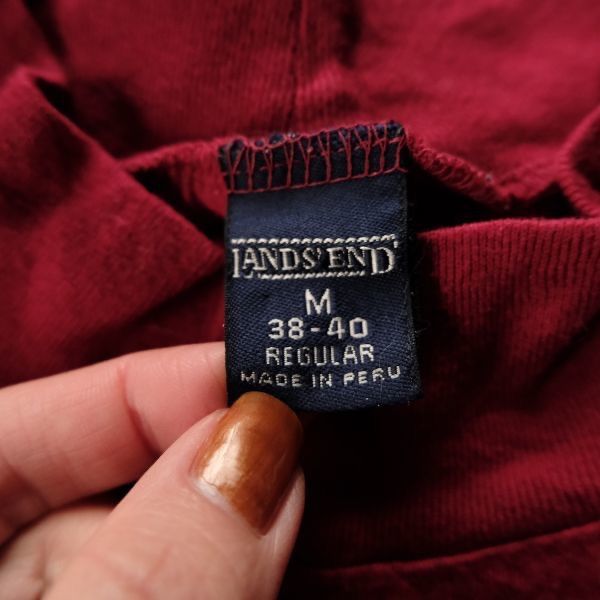 LANDS' END
M
38-40
REGULAR
MADE IN PERU